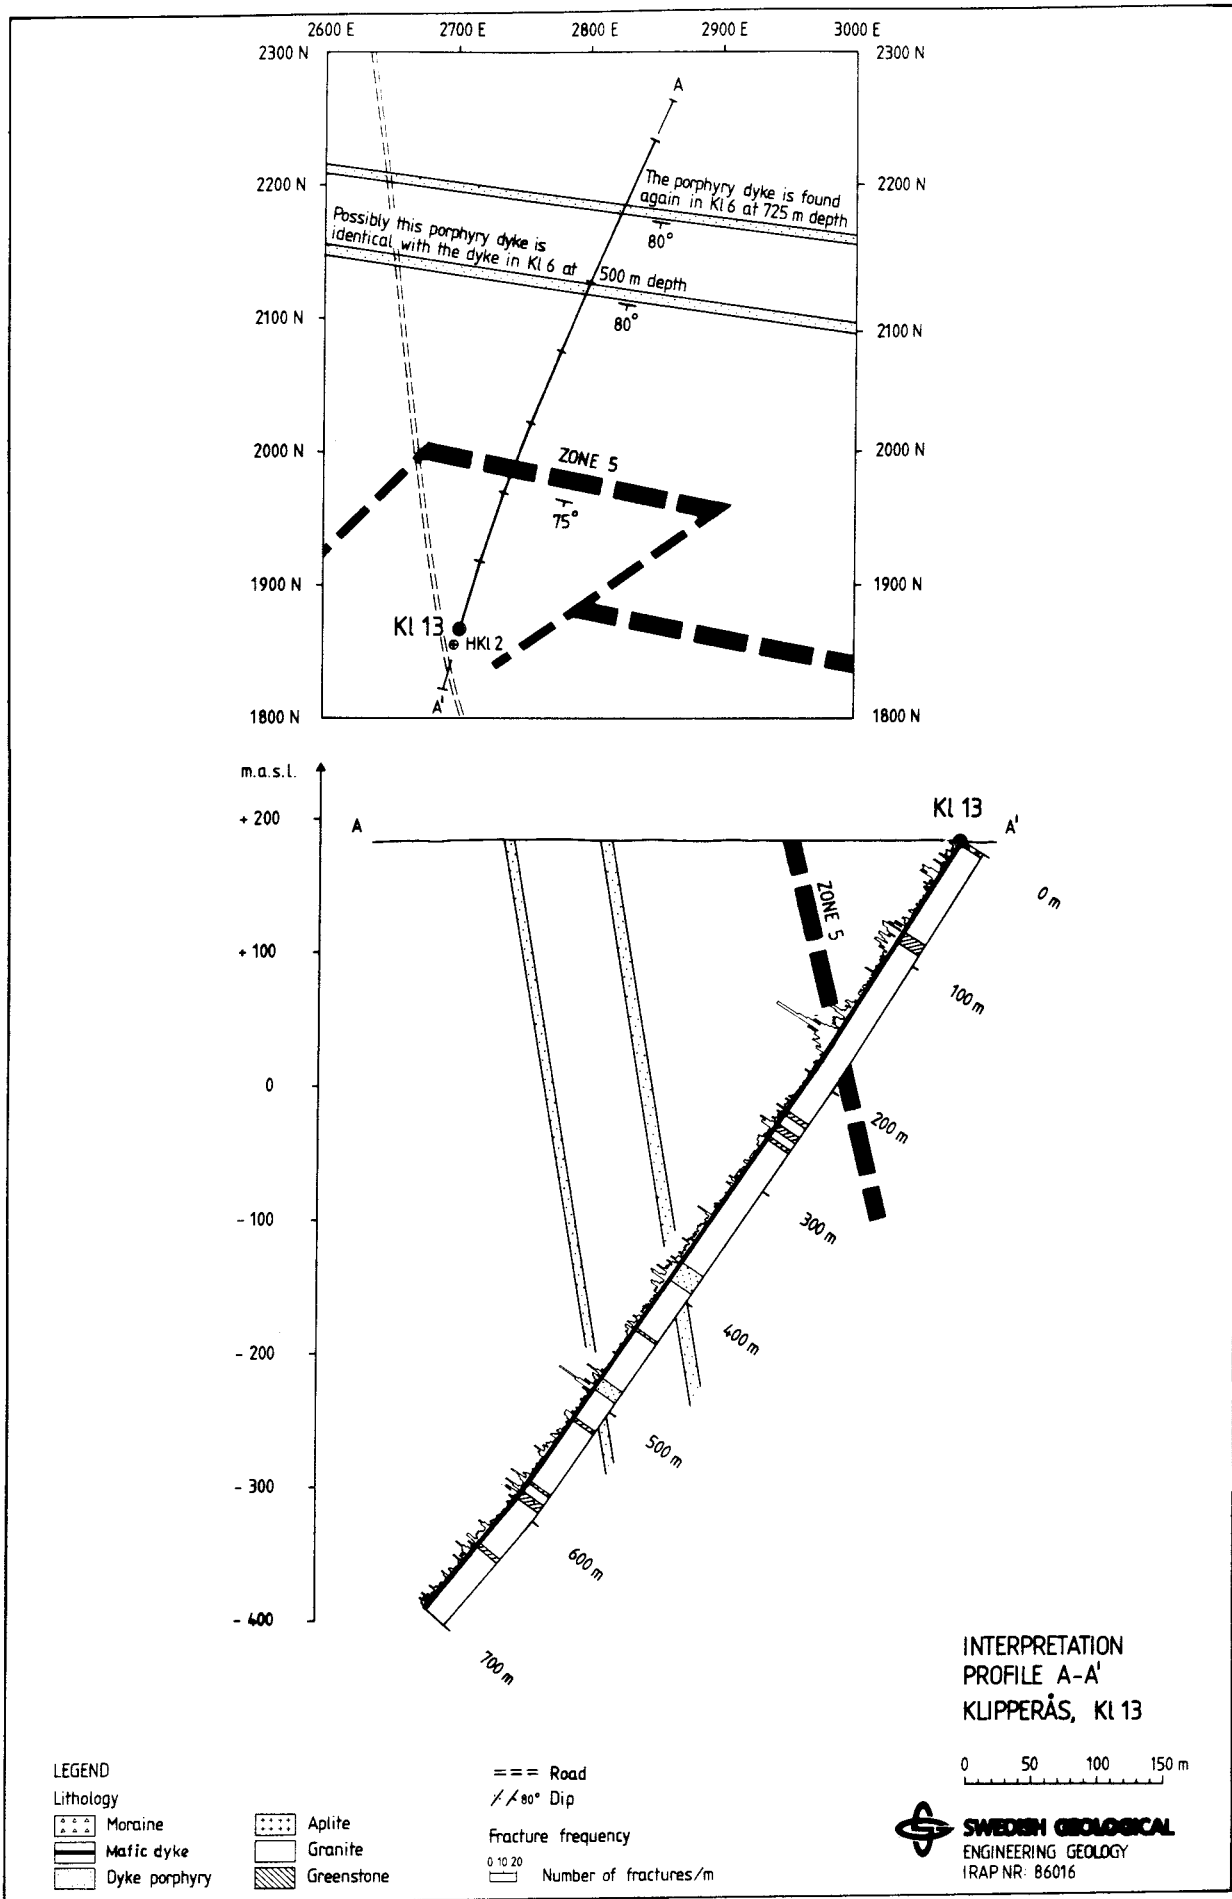 2600 E 2700 E 2800 E 2900 E 3000 E
2300 N 2300 N
A
2200 N 2200 N
The porphyry dyke is found
again in Kl 6 at 725 m depth
80°
Possibly this porphyry dyke is
identical with the dyke in Kl 6 at 500 m depth
80°
2100 N 2100 N
2000 N 2000 N
ZONE 5
75°
1900 N 1900 N
Kl 13
HKl 2
A'
1800 N 1800 N
m.a.s.l.
Kl 13
+ 200
A A'
ZONE 5
0 m
+ 100
100 m
0
200 m
- 100
300 m
400 m
- 200
500 m
- 300
600 m
- 400
700 m
INTERPRETATION
PROFILE A-A'
KLIPPERÅS, Kl 13
0 50 100 150 m
LEGEND
Lithology
Moraine
Mafic dyke
Dyke porphyry
Aplite
Granite
Greenstone
=== Road
80° Dip
Fracture frequency
0 10 20
Number of fractures/m
SWEDISH GEOLOGICAL
ENGINEERING GEOLOGY
IRAP NR: 86016